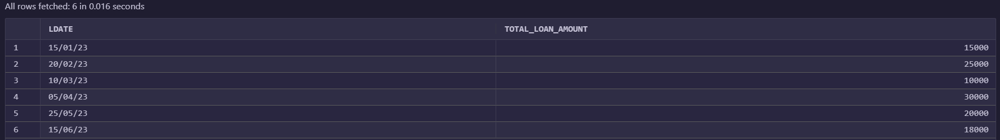 All rows fetched: 6 in 0.016 seconds
LDATE TOTAL_LOAN_AMOUNT
1 15/01/23 15000
2 20/02/23 25000
3 10/03/23 10000
4 05/04/23 30000
5 25/05/23 20000
6 15/06/23 18000